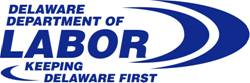 DELAWARE
DEPARTMENT OF
LABOR
KEEPING
DELAWARE FIRST